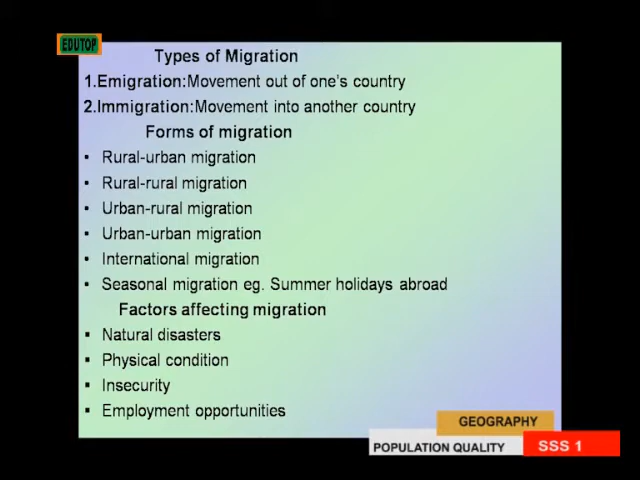 EDUTOP
Types of Migration
1.Emigration:Movement out of one's country
2.Immigration:Movement into another country
Forms of migration
• Rural-urban migration
• Rural-rural migration
• Urban-rural migration
• Urban-urban migration
• International migration
• Seasonal migration eg. Summer holidays abroad
Factors affecting migration
• Natural disasters
• Physical condition
• Insecurity
• Employment opportunities
GEOGRAPHY
POPULATION QUALITY
SSS 1